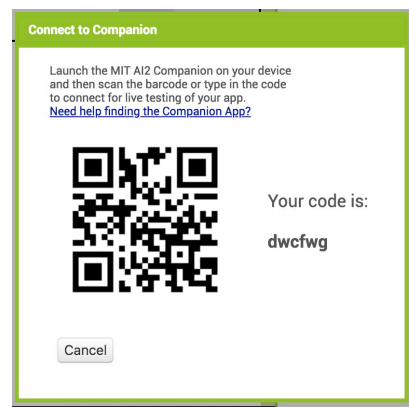 Connect to Companion
Launch the MIT AI2 Companion on your device
and then scan the barcode or type in the code
to connect for live testing of your app.
Need help finding the Companion App?
Your code is:
dwcfwg
Cancel